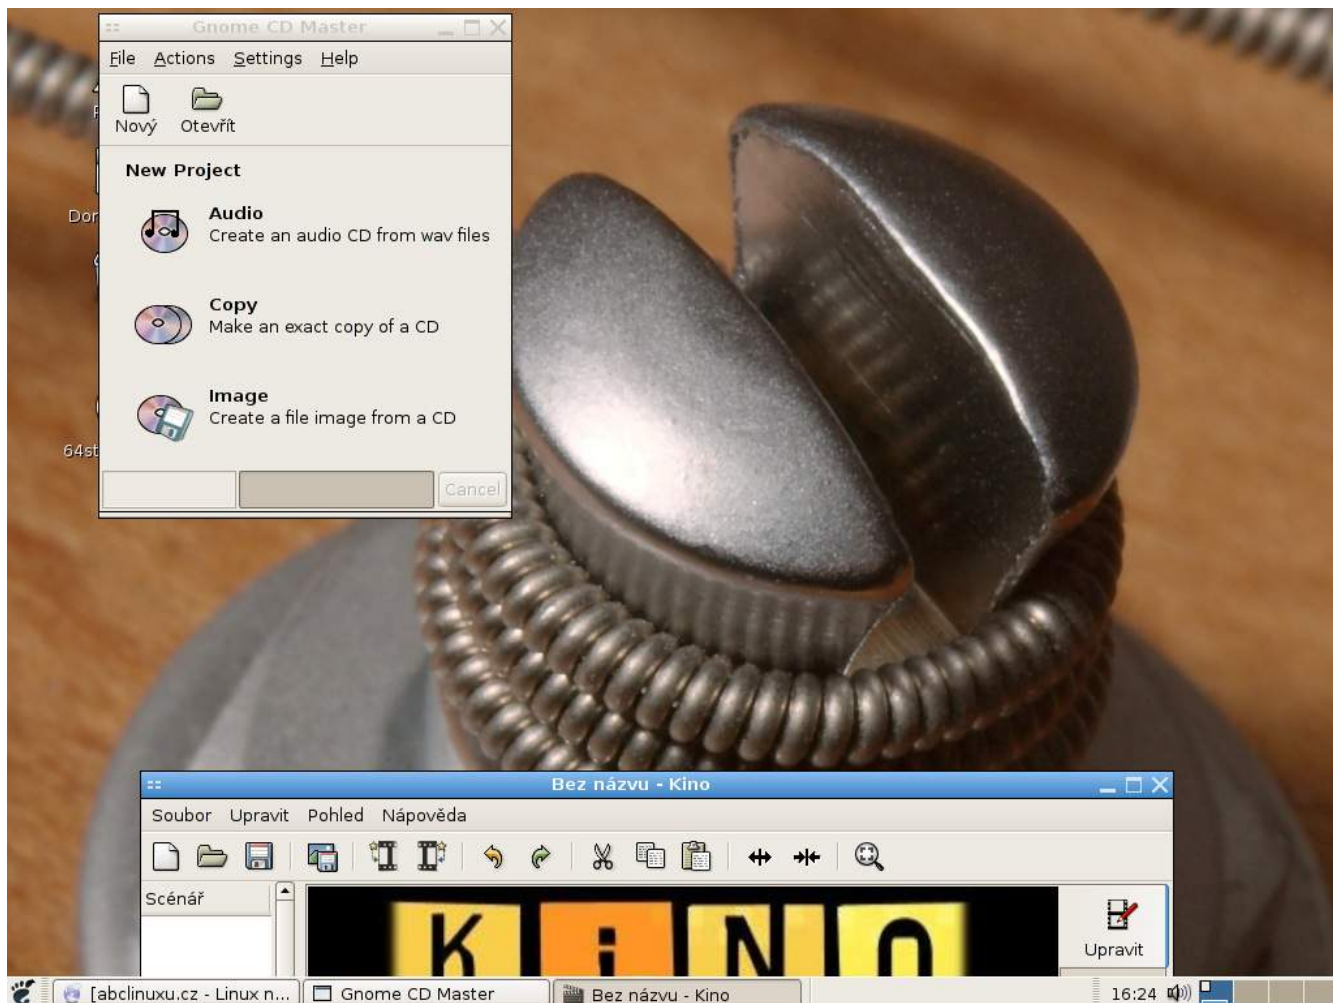 Gnome CD Master
File Actions Settings Help
Nový Otevřít
New Project
Audio
Create an audio CD from wav files
Copy
Make an exact copy of a CD
Image
Create a file image from a CD
Cancel
Bez názvu - Kino
Soubor Upravit Pohled Nápověda
Scénář
KiNO
Upravit
[abclinuxu.cz - Linux n... Gnome CD Master Bez názvu - Kino 16:24